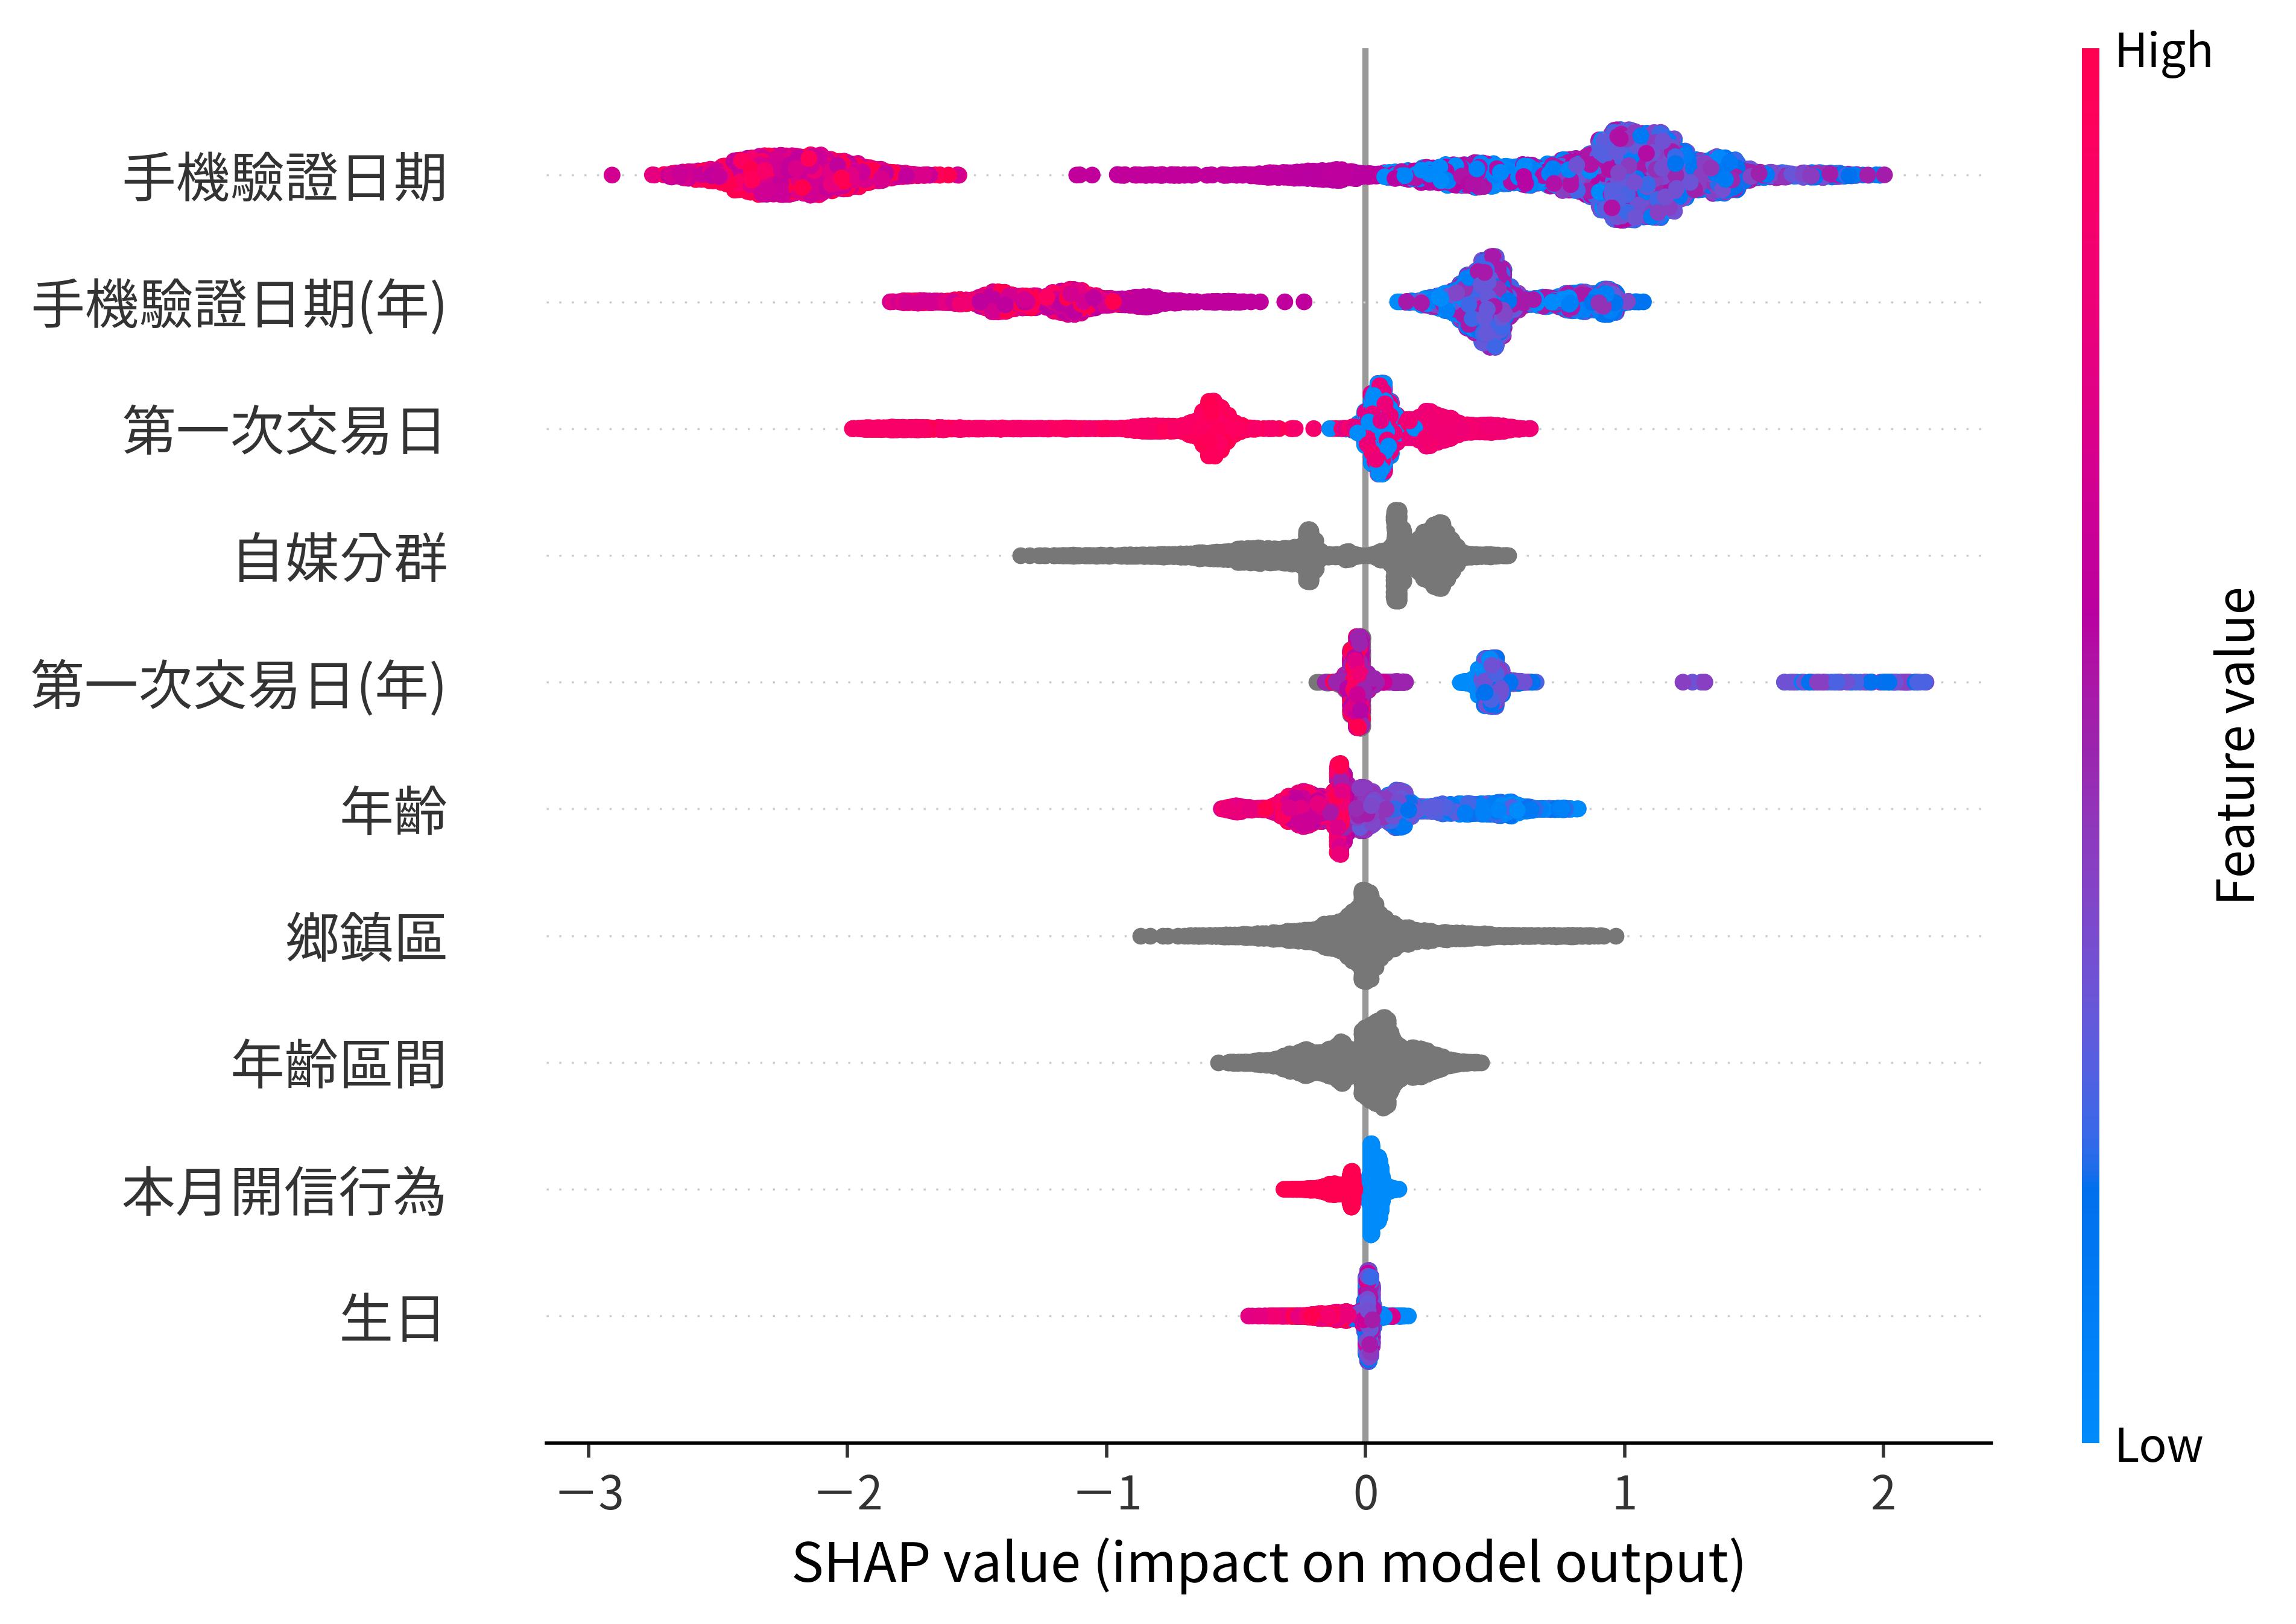 High
手機驗證日期
手機驗證日期(年)
第一次交易日
自媒分群
第一次交易日(年)
年齡
鄉鎮區
年齡區間
本月開信行為
生日
Feature value
Low
−3
−2
−1
0
1
2
SHAP value (impact on model output)